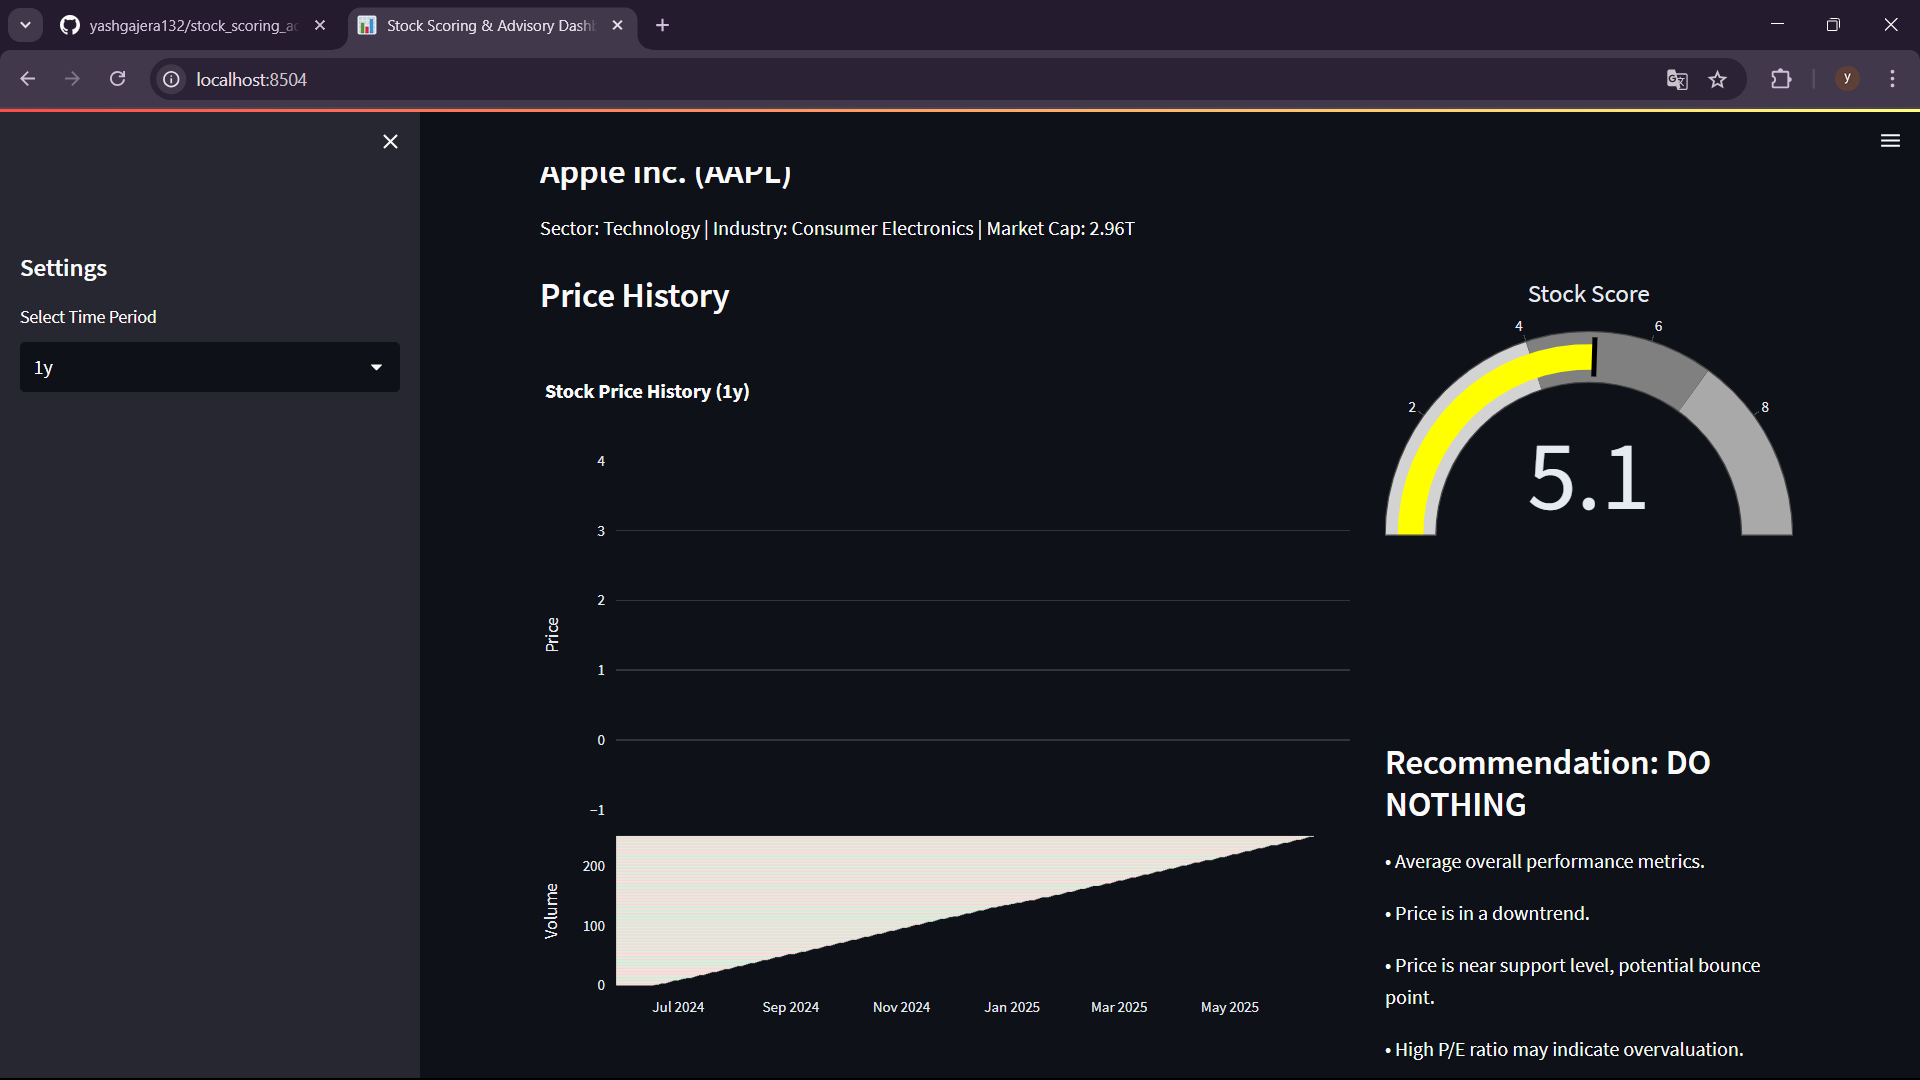 yashgajera132/stock_scoring_ac
Stock Scoring & Advisory Dashb
localhost:8504
y
Apple Inc. (AAPL)
Sector: Technology | Industry: Consumer Electronics | Market Cap: 2.96T
Settings
Select Time Period
1y
Price History
Stock Price History (1y)
4
3
2
1
0
−1
Price
200
100
0
Volume
Jul 2024
Sep 2024
Nov 2024
Jan 2025
Mar 2025
May 2025
Stock Score
2
4
6
8
5.1
Recommendation: DO
NOTHING
• Average overall performance metrics.
• Price is in a downtrend.
• Price is near support level, potential bounce
point.
• High P/E ratio may indicate overvaluation.